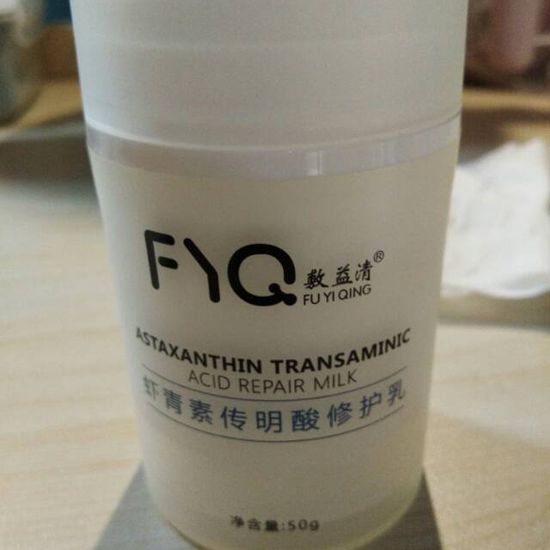 FYQ 敷益清®
FU YI QING
ASTAXANTHIN TRANSAMINIC
ACID REPAIR MILK
虾青素传明酸修护乳
净含量:50g